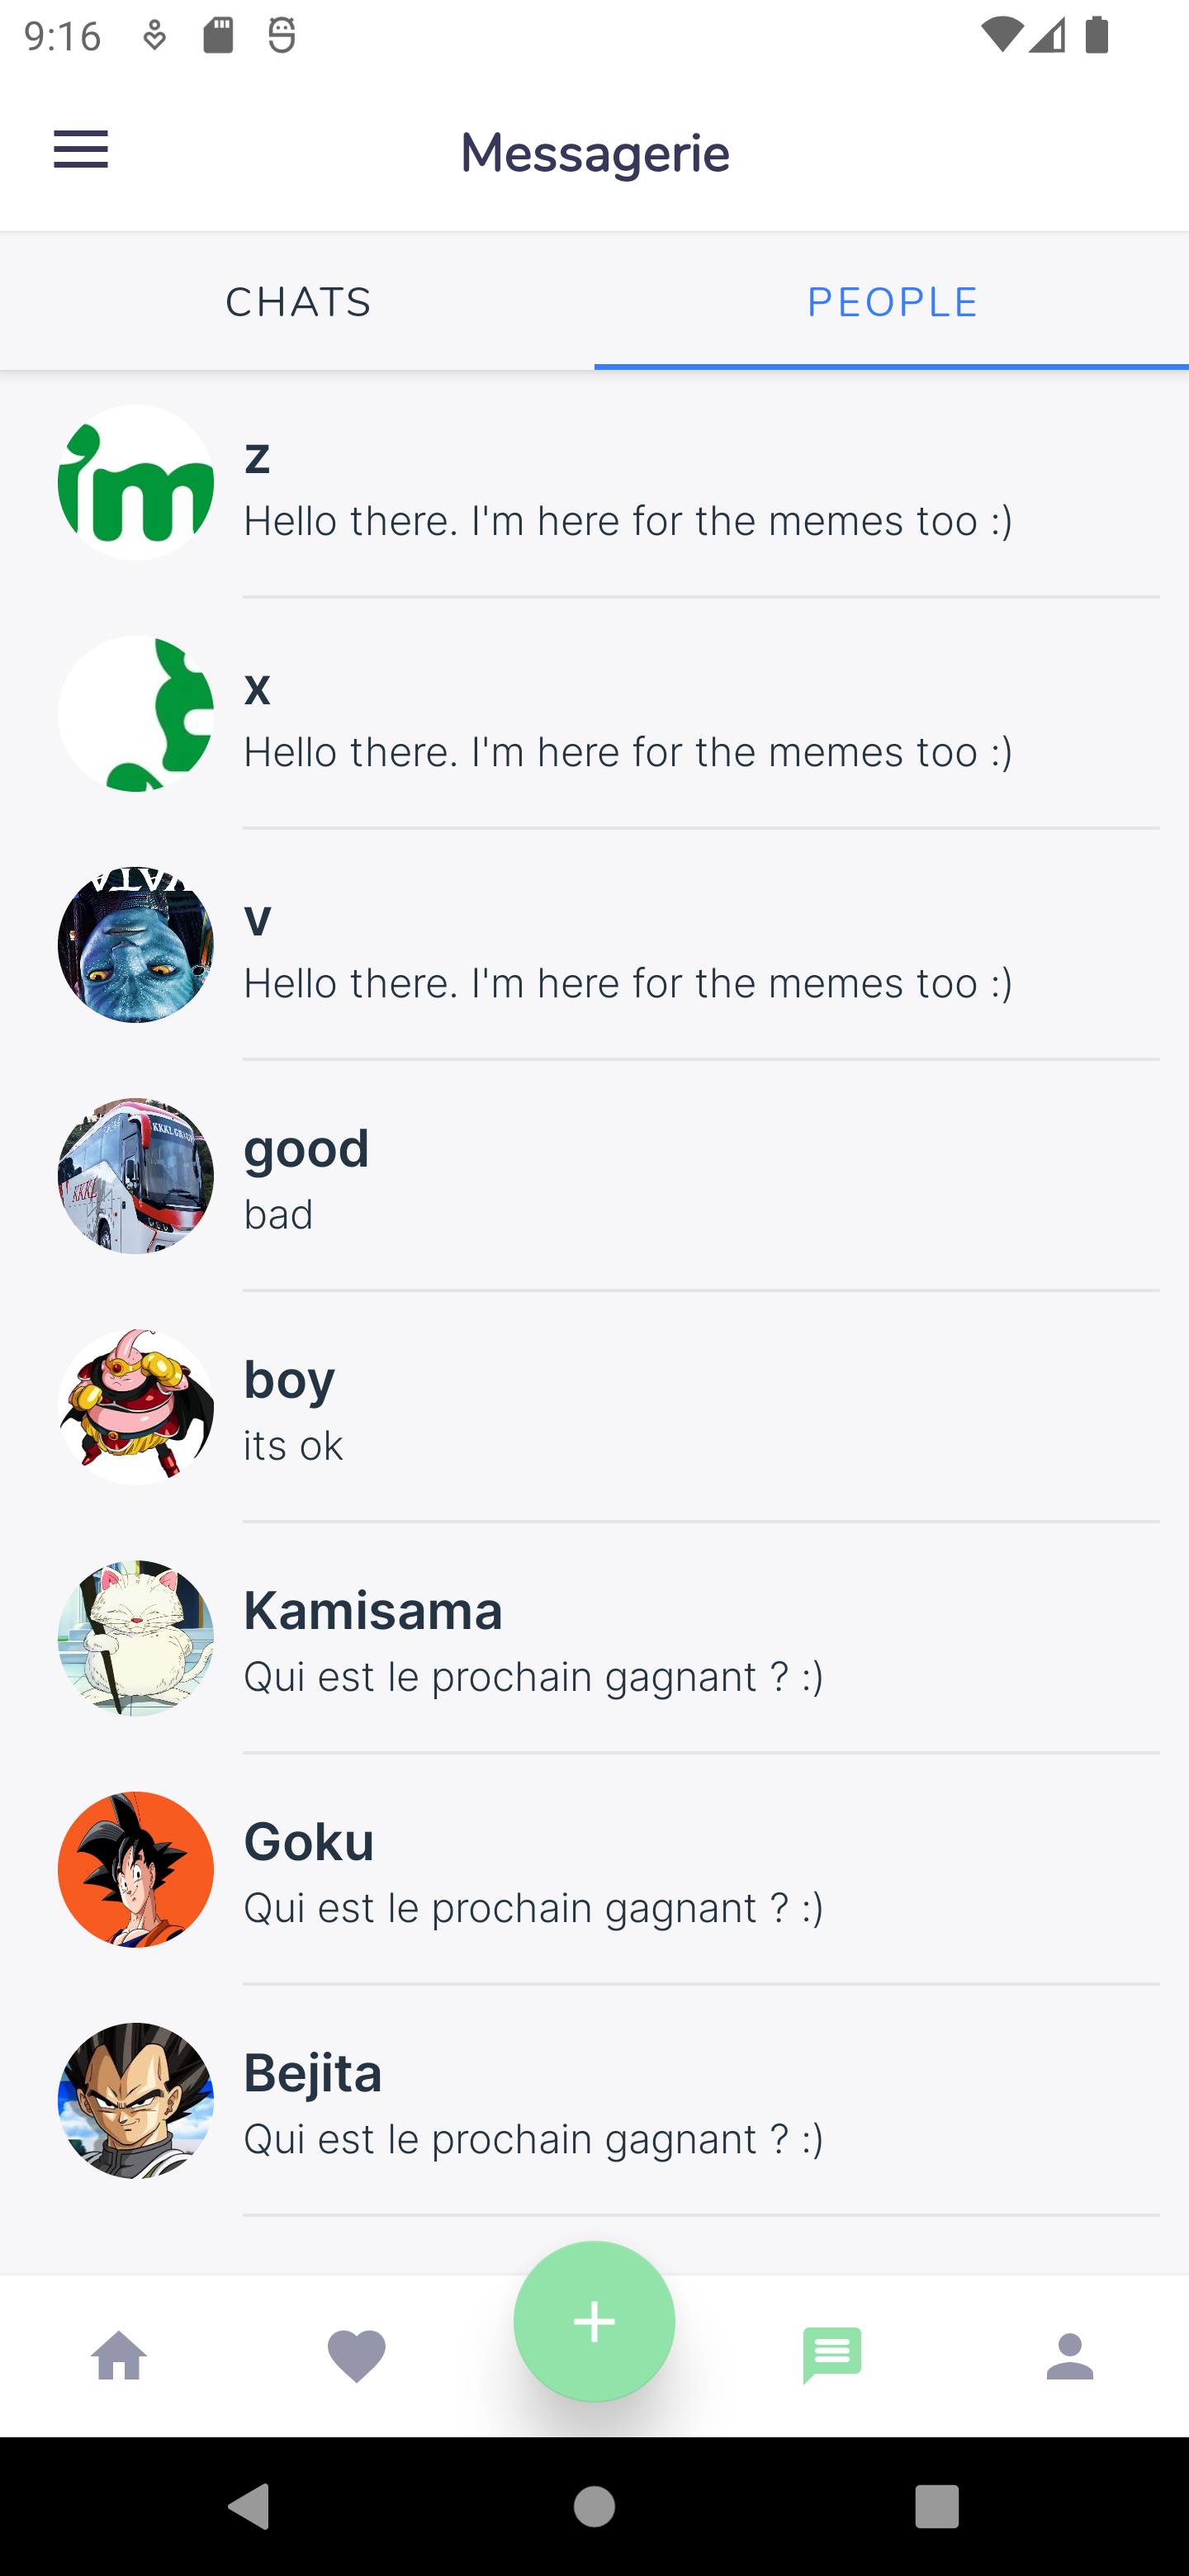 9:16
Messagerie
CHATS
PEOPLE
im
z
Hello there. I'm here for the memes too :)
x
Hello there. I'm here for the memes too :)
v
Hello there. I'm here for the memes too :)
KKKL
good
bad
boy
its ok
Kamisama
Qui est le prochain gagnant ? :)
Goku
Qui est le prochain gagnant ? :)
Bejita
Qui est le prochain gagnant ? :)